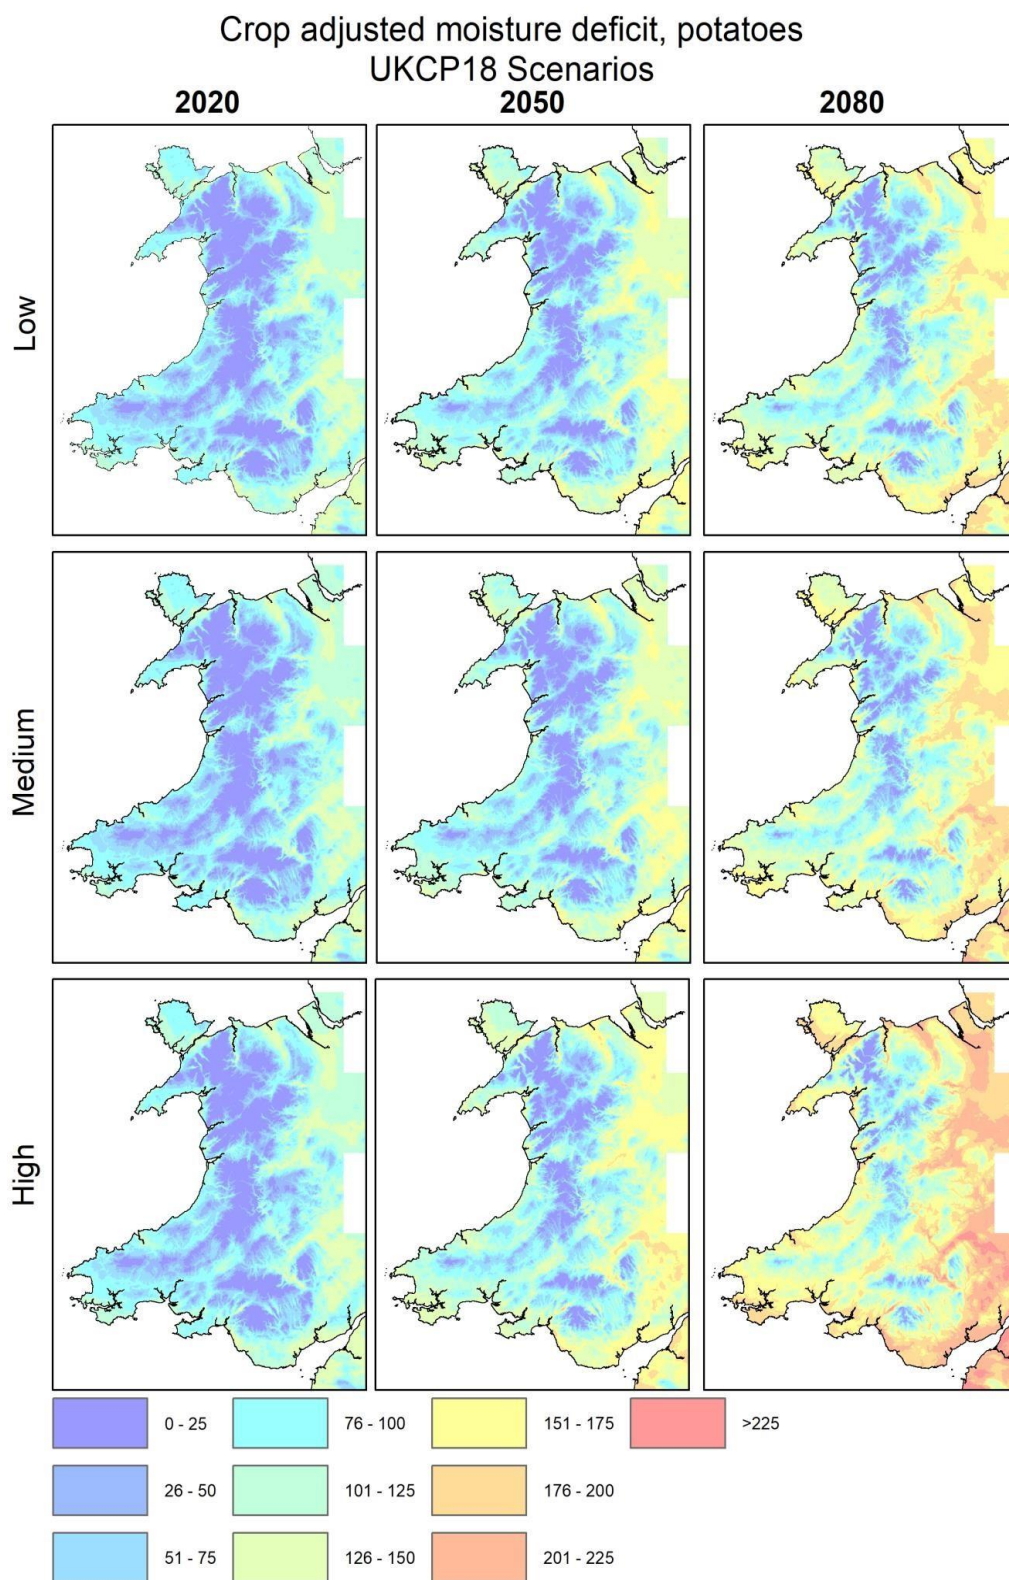 Crop adjusted moisture deficit, potatoes
UKCP18 Scenarios
2020 2050 2080
Low
Medium
High
0 - 25 76 - 100 151 - 175 >225
26 - 50 101 - 125 176 - 200
51 - 75 126 - 150 201 - 225